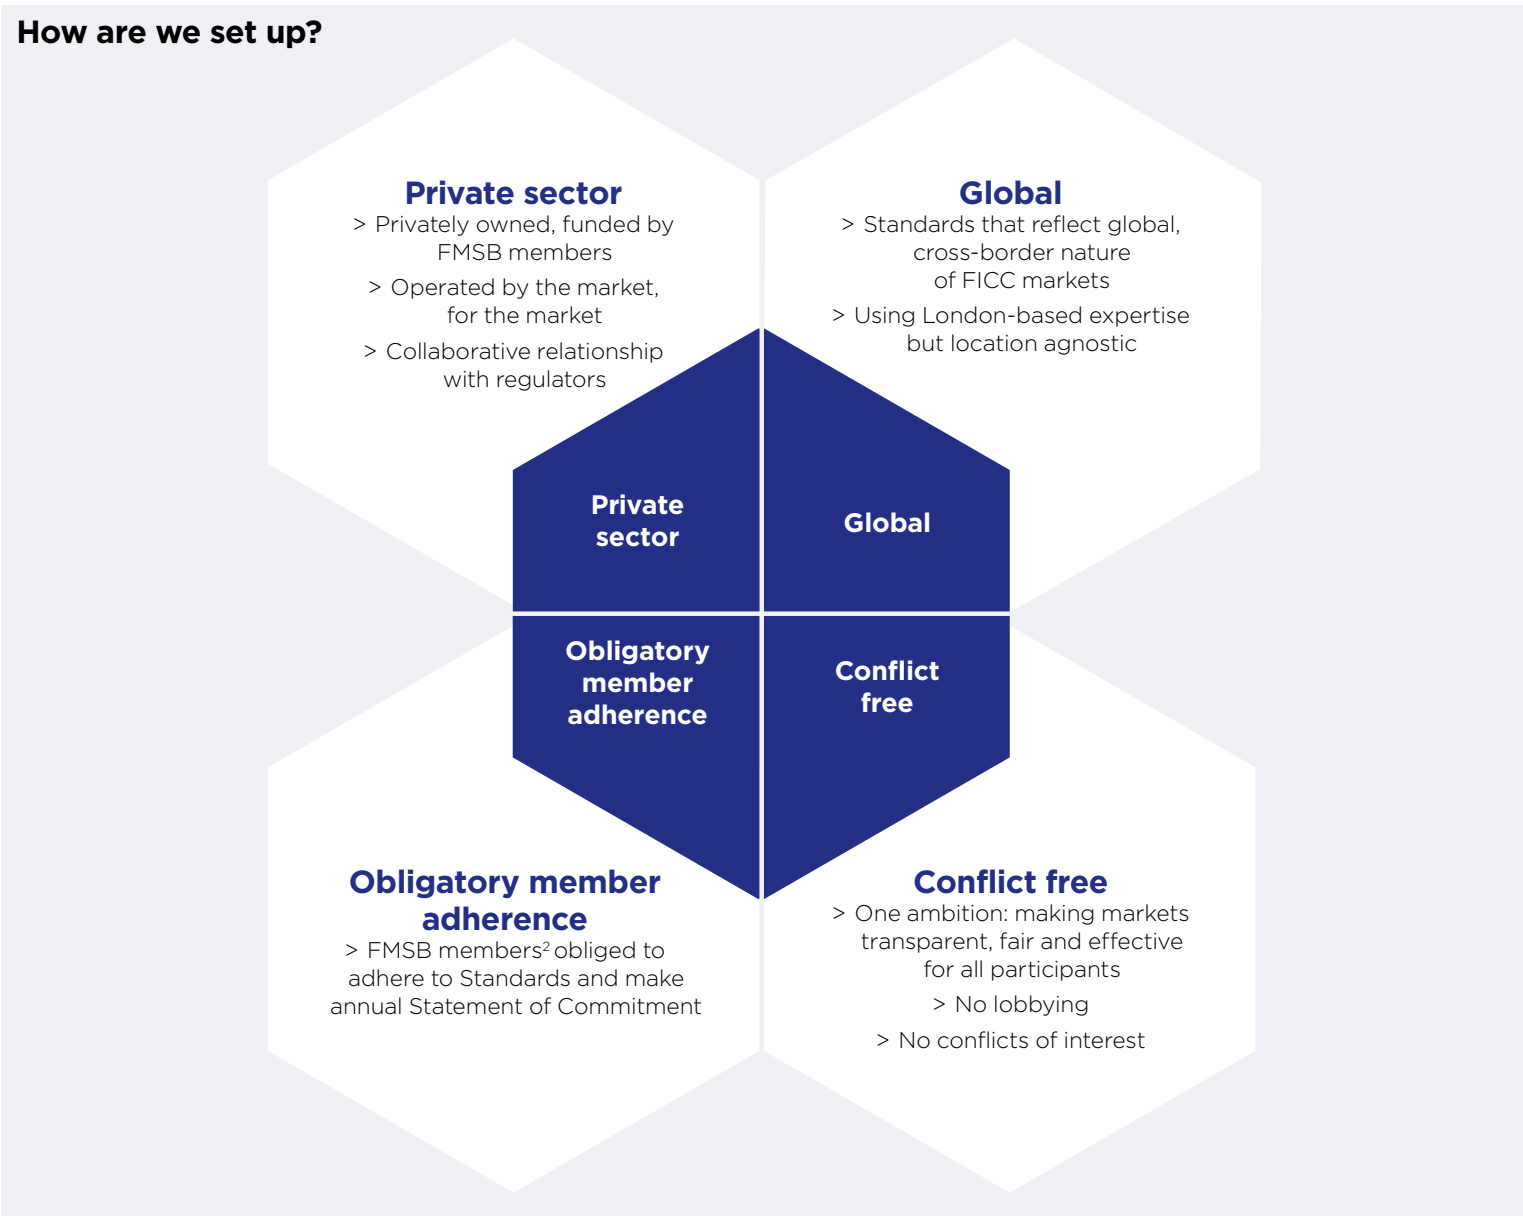 How are we set up?
Private sector
> Privately owned, funded by
FMSB members
> Operated by the market,
for the market
> Collaborative relationship
with regulators
Global
> Standards that reflect global,
cross-border nature
of FICC markets
> Using London-based expertise
but location agnostic
Private
sector
Global
Obligatory
member
adherence
Conflict
free
Obligatory member
adherence
> FMSB members² obliged to
adhere to Standards and make
annual Statement of Commitment
Conflict free
> One ambition: making markets
transparent, fair and effective
for all participants
> No lobbying
> No conflicts of interest